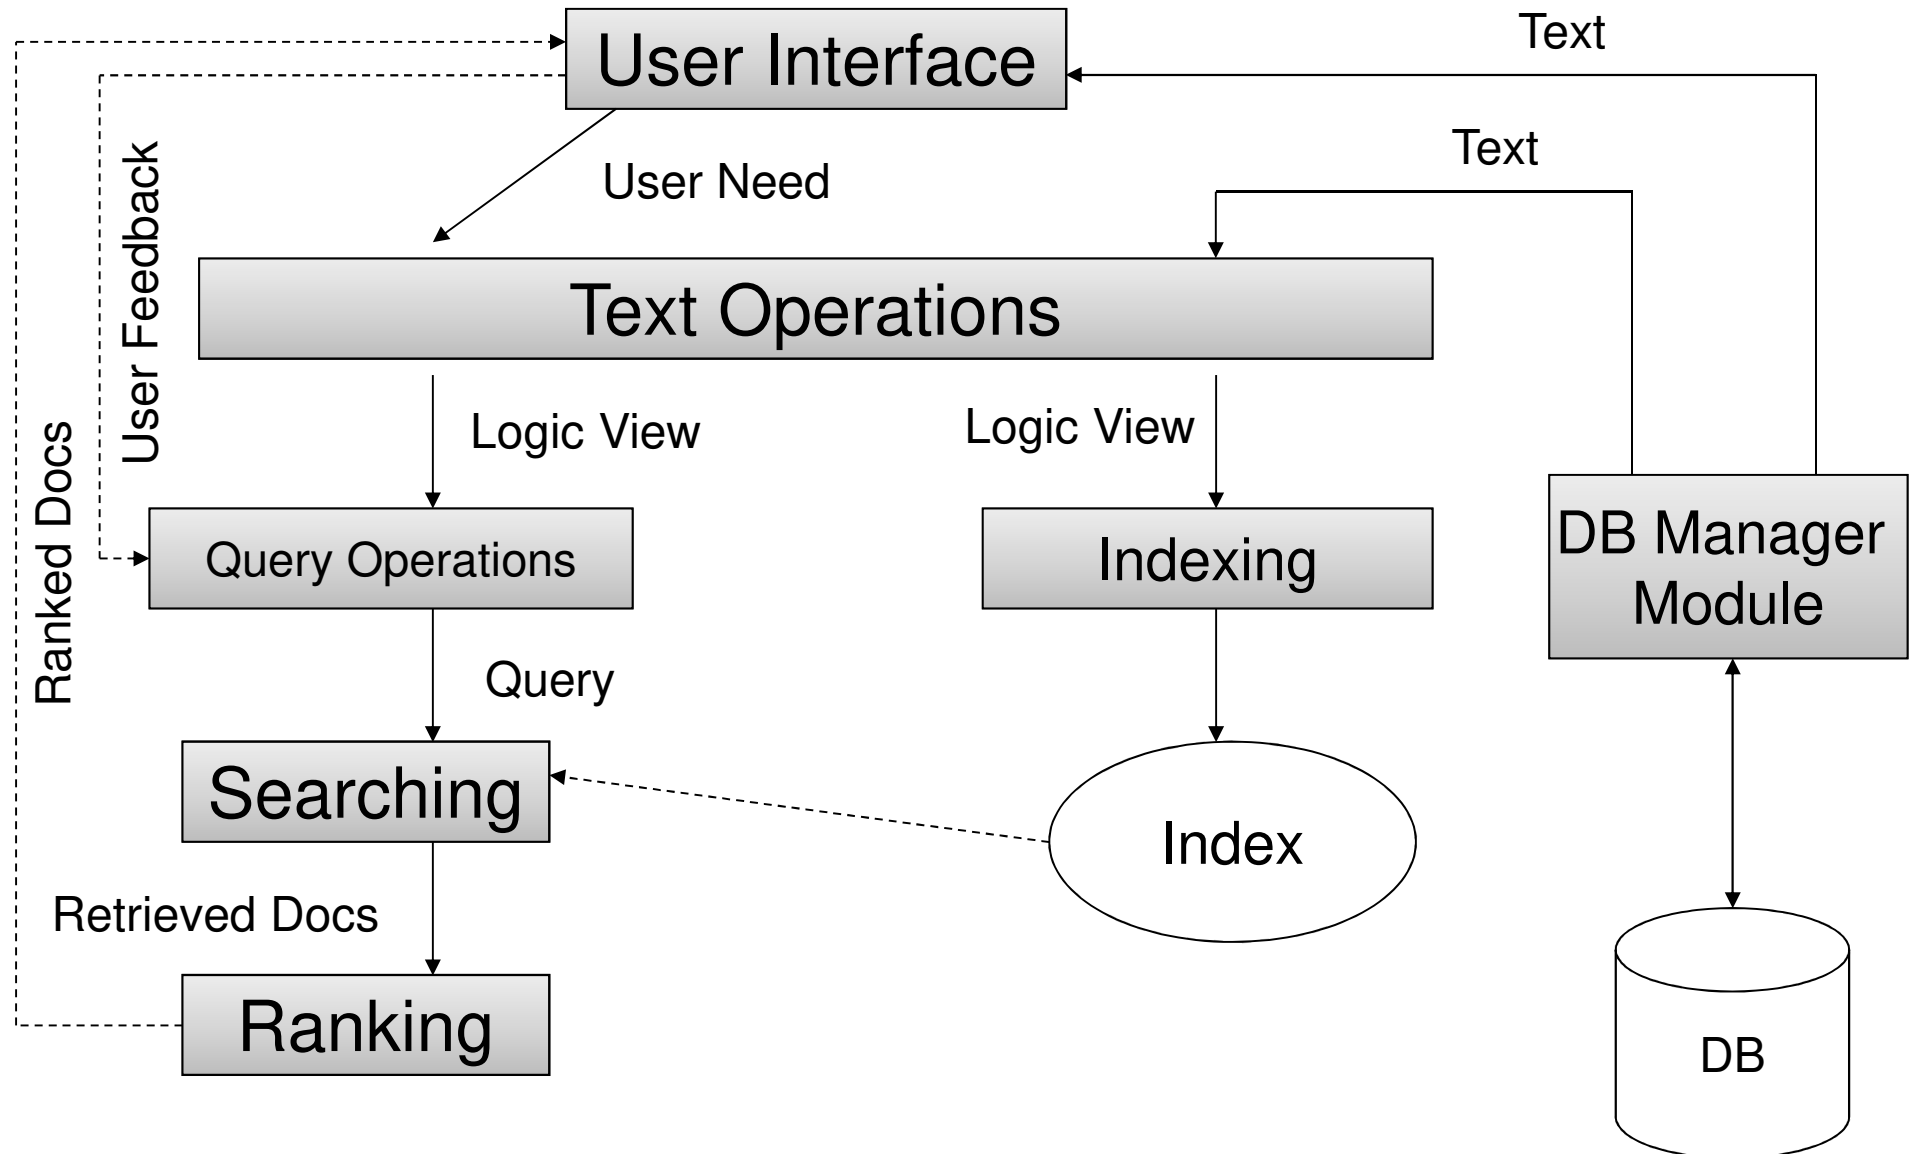 User Interface
Text
Text
User Need
User Feedback
Text Operations
Logic View
Logic View
Ranked Docs
Query Operations
Indexing
DB Manager
Module
Query
Searching
Index
Retrieved Docs
Ranking
DB